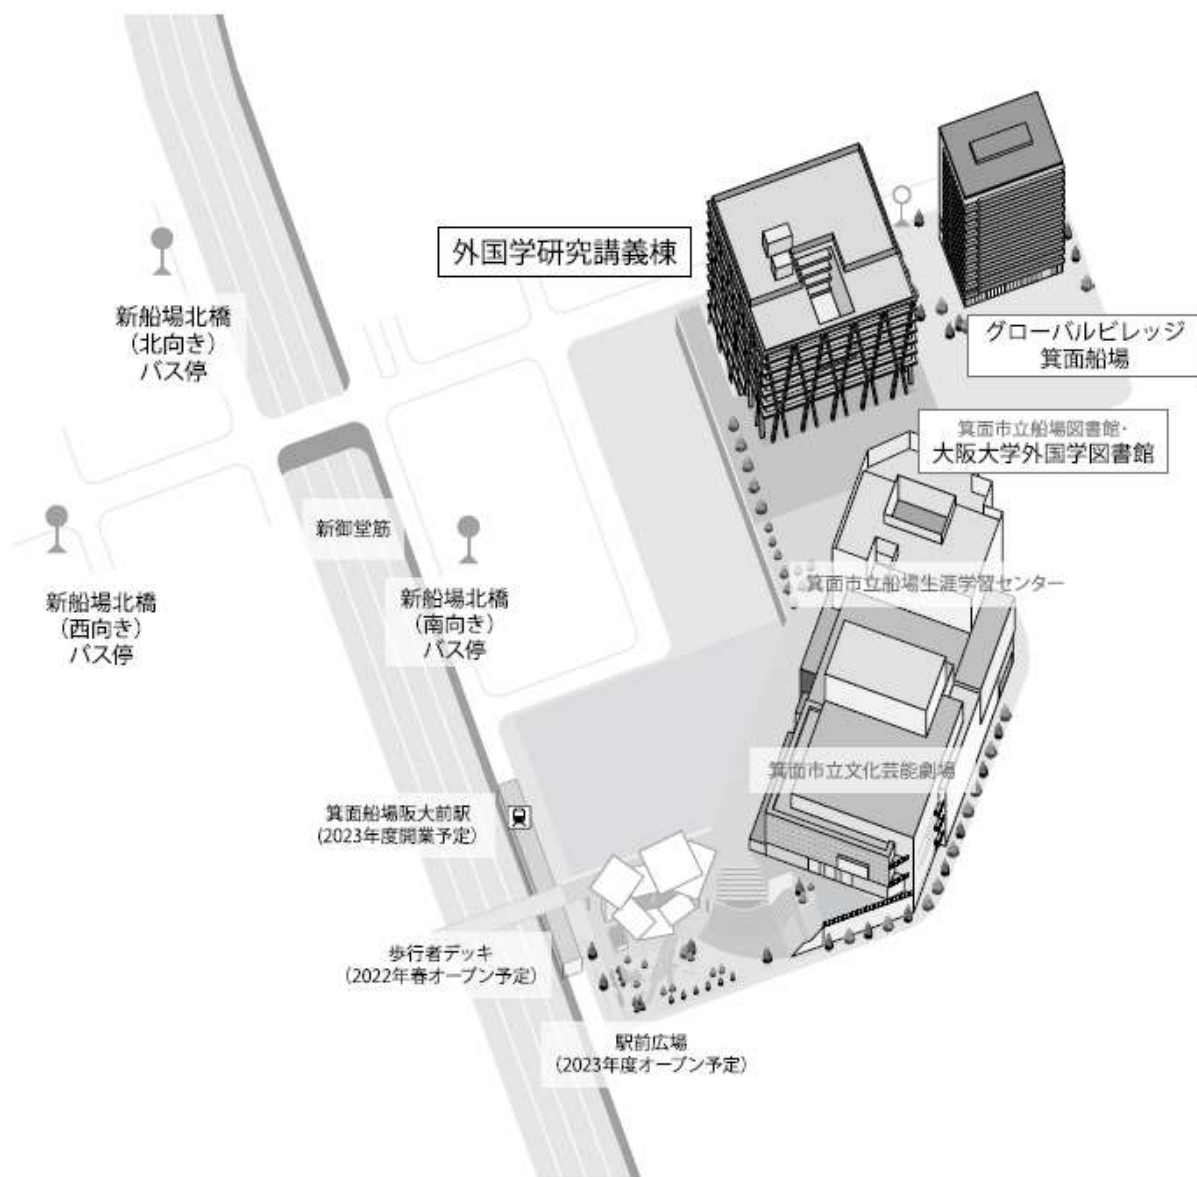 外国学研究講義棟
新船場北橋
（北向き）
バス停
グローバルビレッジ
箕面船場
箕面市立船場図書館・
大阪大学外国学図書館
新御堂筋
新船場北橋
（西向き）
バス停
新船場北橋
（南向き）
バス停
箕面市立船場生涯学習センター
箕面市立文化芸能劇場
箕面船場阪大前駅
（2023年度開業予定）
歩行者デッキ
（2022年春オープン予定）
駅前広場
（2023年度オープン予定）